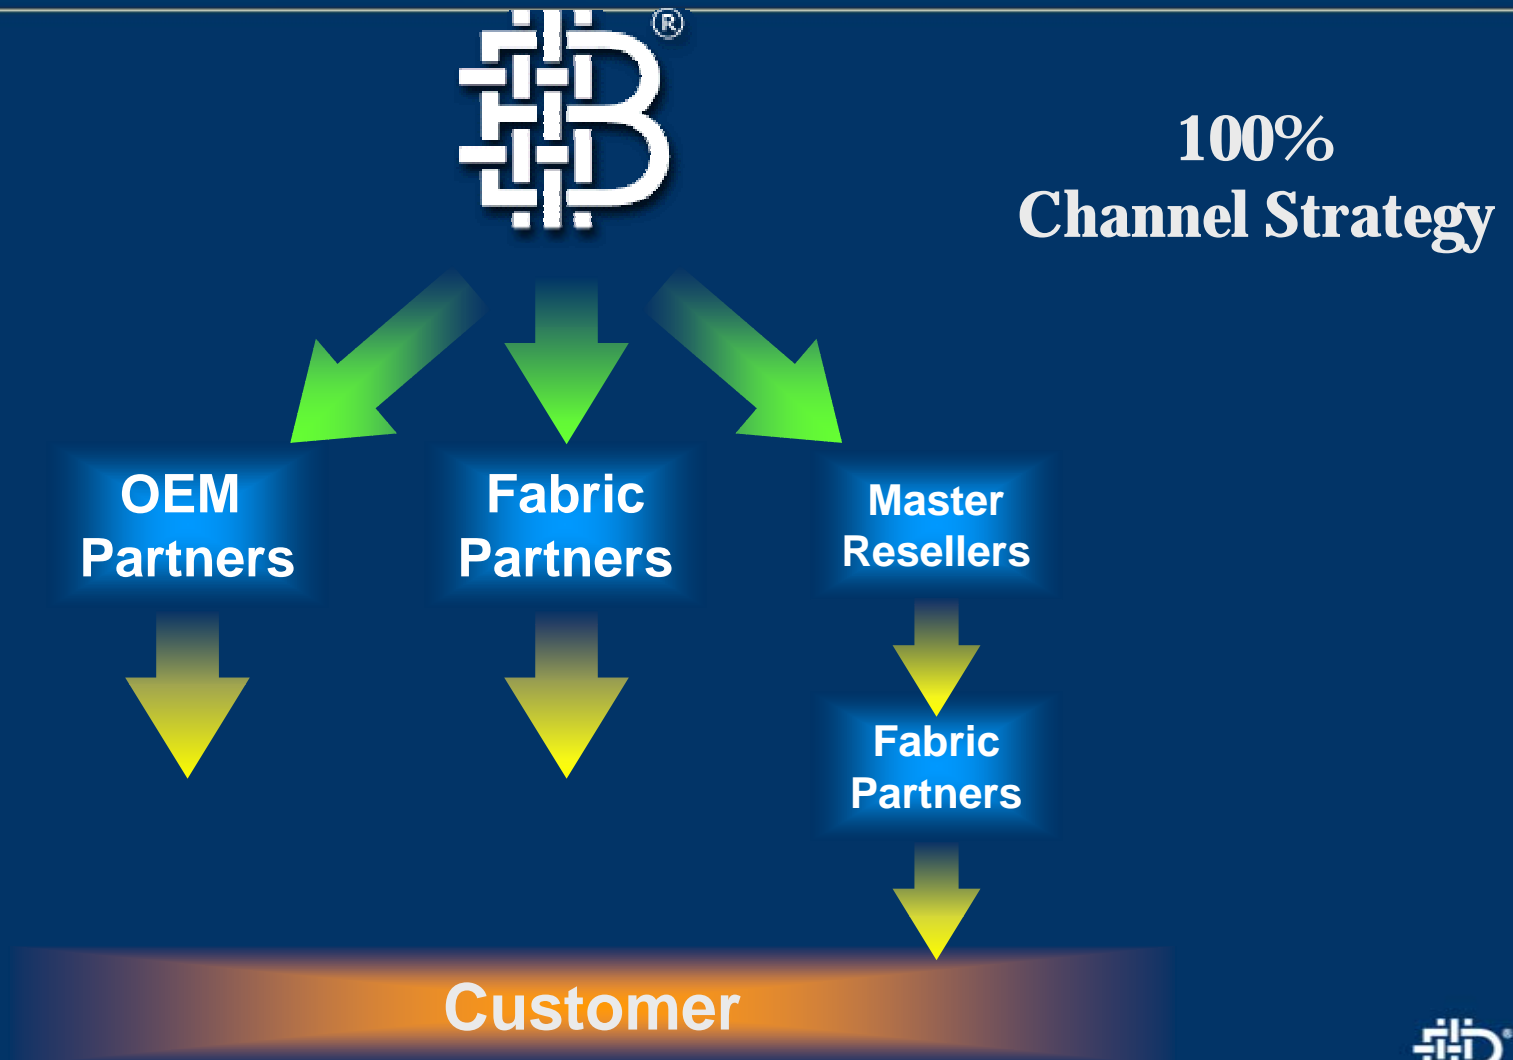 ®
100%
Channel Strategy
OEM
Partners
Fabric
Partners
Master
Resellers
Fabric
Partners
Customer